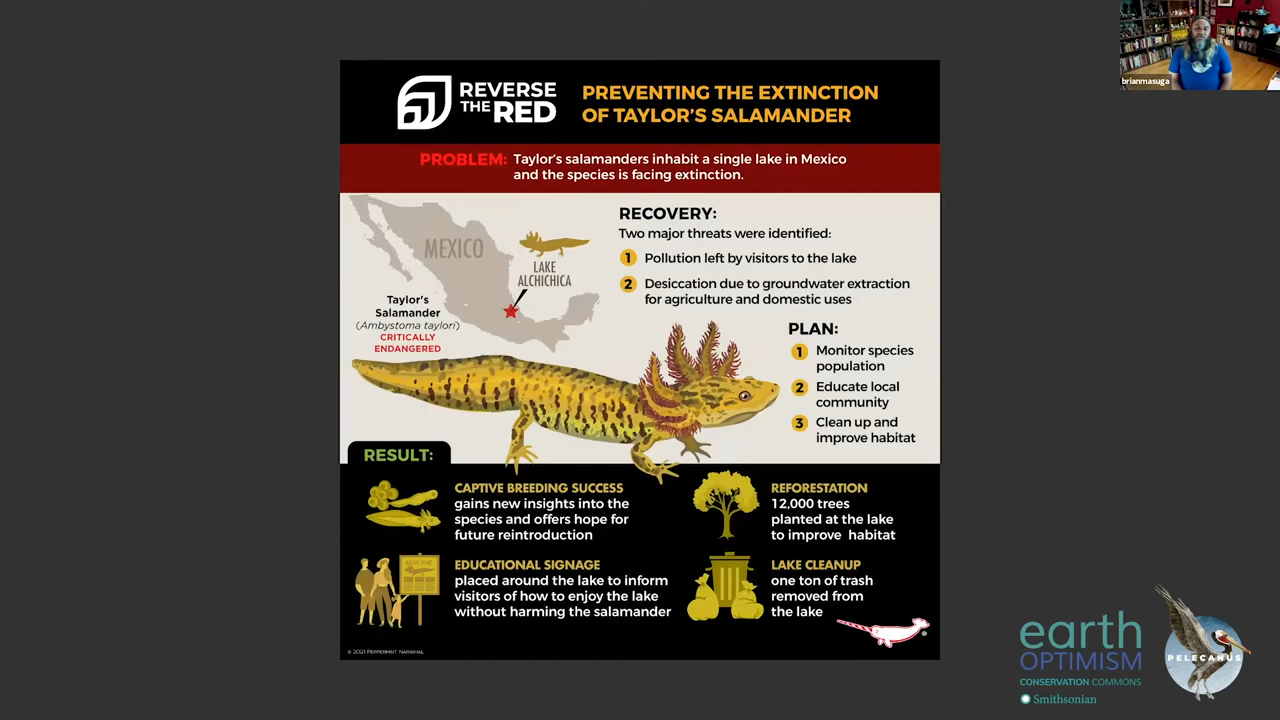 brianmasuga
REVERSE
THE RED
PREVENTING THE EXTINCTION
OF TAYLOR'S SALAMANDER
PROBLEM: Taylor's salamanders inhabit a single lake in Mexico
and the species is facing extinction.
MEXICO
LAKE
ALCHICHICA
Taylor's
Salamander
(Ambystoma taylori)
CRITICALLY
ENDANGERED
RECOVERY:
Two major threats were identified:
1 Pollution left by visitors to the lake
2 Desiccation due to groundwater extraction
for agriculture and domestic uses
PLAN:
1 Monitor species
population
2 Educate local
community
3 Clean up and
improve habitat
RESULT:
CAPTIVE BREEDING SUCCESS
gains new insights into the
species and offers hope for
future reintroduction
REFORESTATION
12,000 trees
planted at the lake
to improve habitat
SAVE THE
EDUCATIONAL SIGNAGE
placed around the lake to inform
visitors of how to enjoy the lake
without harming the salamander
LAKE CLEANUP
one ton of trash
removed from
the lake
®
© 2021 PEPPERMINT NARWHAL
earth
OPTIMISM
CONSERVATION COMMONS
Smithsonian
PELECANUS